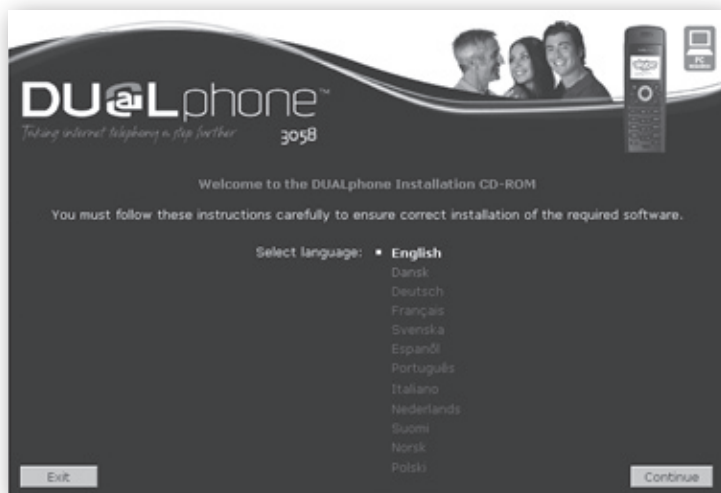 DU@Lphone™
Taking internet telephony a step further
3058
PC
Welcome to the DUALphone Installation CD-ROM
You must follow these instructions carefully to ensure correct installation of the required software.
Select language:
English
Dansk
Deutsch
Français
Svenska
Espanõl
Português
Italiano
Nederlands
Suomi
Norsk
Polski
Exit
Continue